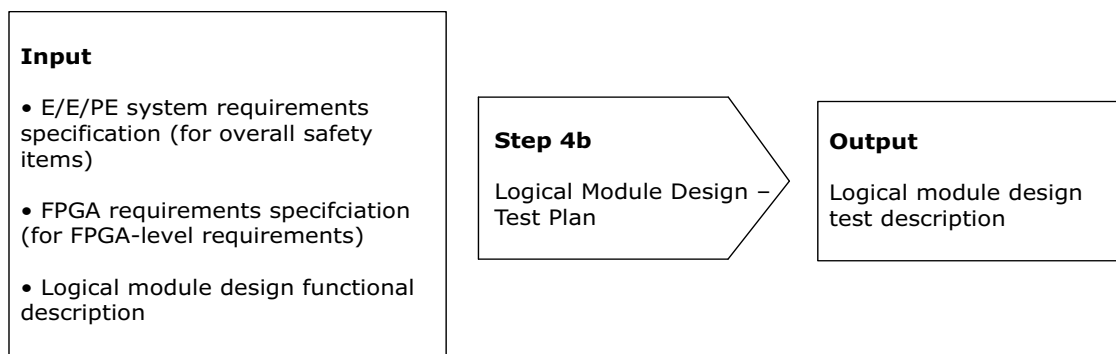 Input
• E/E/PE system requirements
specification (for overall safety
items)
• FPGA requirements specifciation
(for FPGA-level requirements)
• Logical module design functional
description
Step 4b
Logical Module Design –
Test Plan
Output
Logical module design
test description